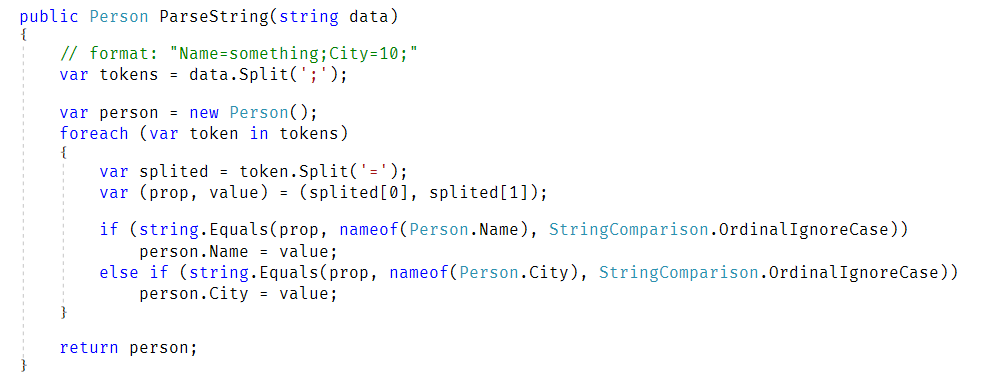 public Person ParseString(string data)
{
    // format: "Name=something;City=10;"
    var tokens = data.Split(';');

    var person = new Person();
    foreach (var token in tokens)
    {
        var splited = token.Split('=');
        var (prop, value) = (splited[0], splited[1]);

        if (string.Equals(prop, nameof(Person.Name), StringComparison.OrdinalIgnoreCase))
            person.Name = value;
        else if (string.Equals(prop, nameof(Person.City), StringComparison.OrdinalIgnoreCase))
            person.City = value;
    }

    return person;
}